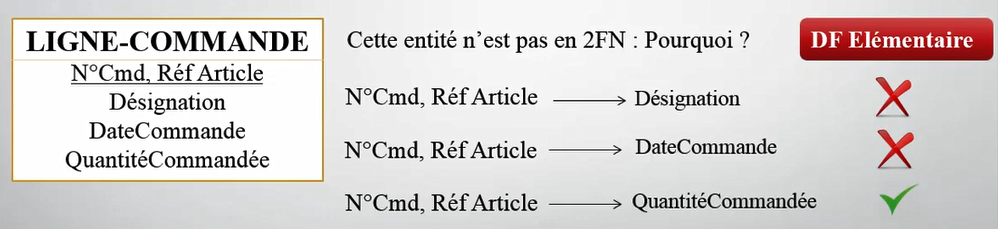 LIGNE-COMMANDE
N°Cmd, Réf Article
Désignation
DateCommande
QuantitéCommandée
Cette entité n’est pas en 2FN : Pourquoi ?
DF Elémentaire
N°Cmd, Réf Article → Désignation
N°Cmd, Réf Article → DateCommande
N°Cmd, Réf Article → QuantitéCommandée